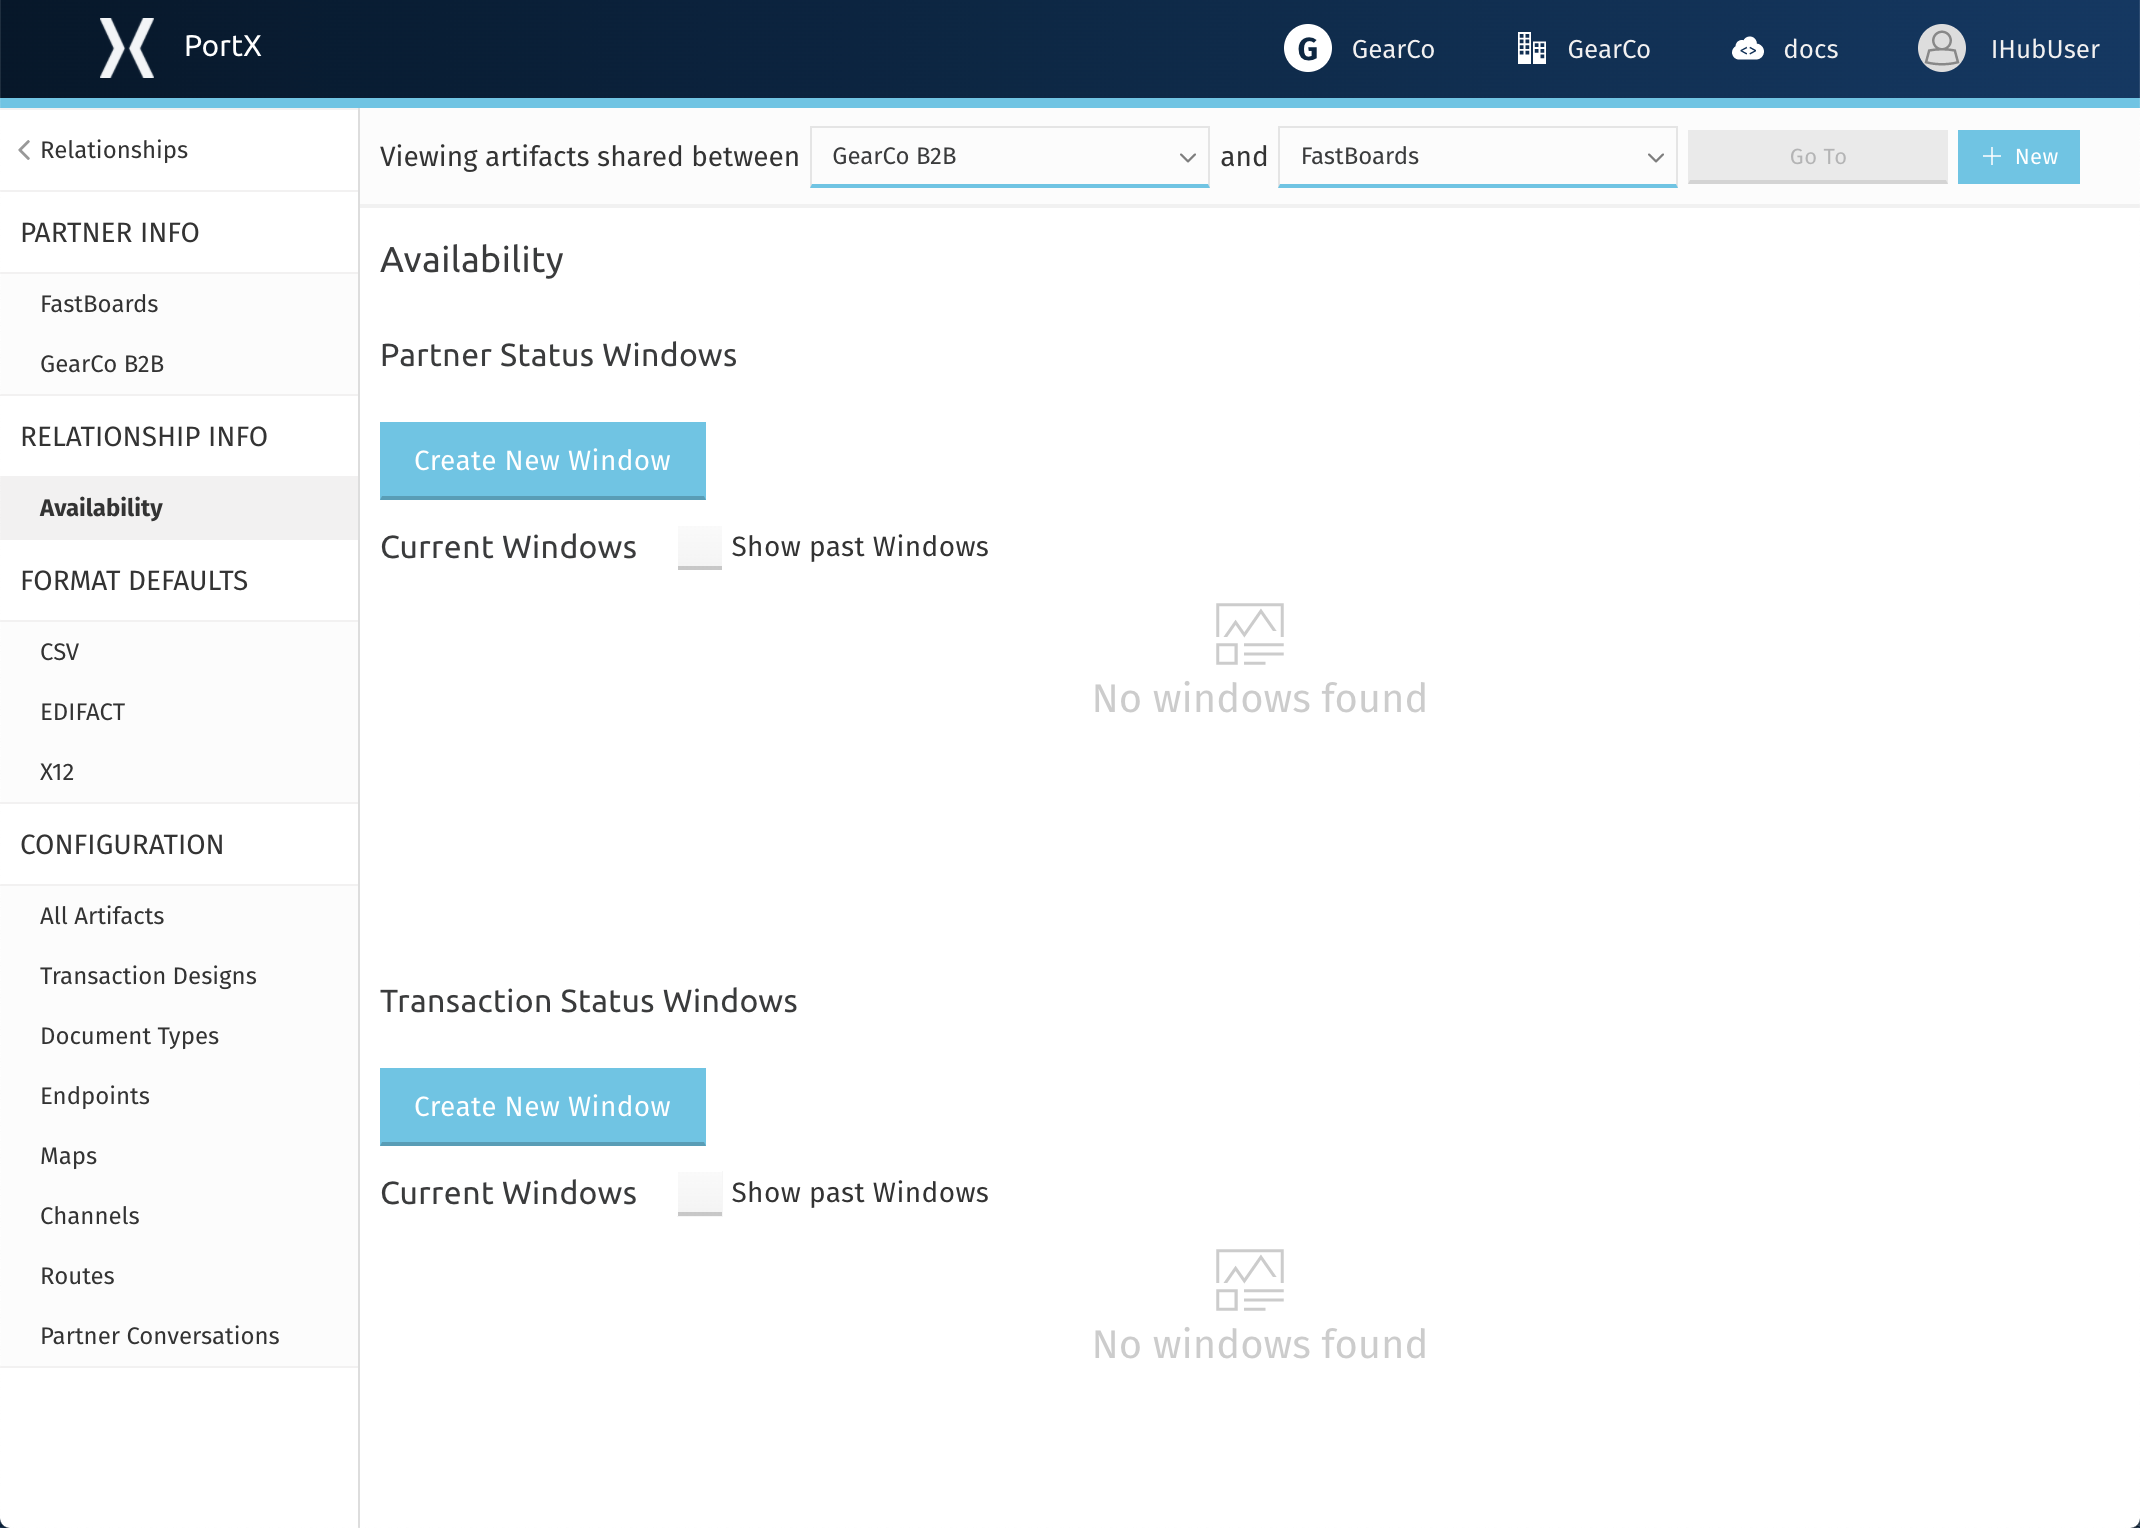 PortX
G GearCo
GearCo
docs
IHubUser
Relationships
PARTNER INFO
FastBoards
GearCo B2B
RELATIONSHIP INFO
Availability
FORMAT DEFAULTS
CSV
EDIFACT
X12
CONFIGURATION
All Artifacts
Transaction Designs
Document Types
Endpoints
Maps
Channels
Routes
Partner Conversations
Viewing artifacts shared between GearCo B2B and FastBoards Go To + New
Availability
Partner Status Windows
Create New Window
Current Windows Show past Windows
No windows found
Transaction Status Windows
Create New Window
Current Windows Show past Windows
No windows found